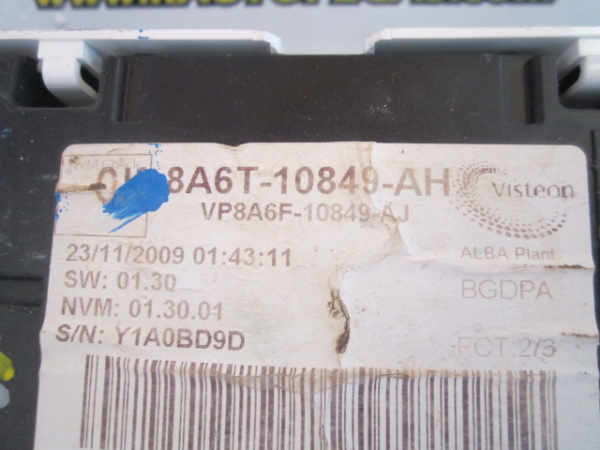 8A6T-10849-AH
VP8A6F-10849-AJ
Visteon
23/11/2009 01:43:11
ALBA Plant
SW: 01.30
BGDPA
NVM: 01.30.01
S/N: Y1A0BD9D
FCT:2/3